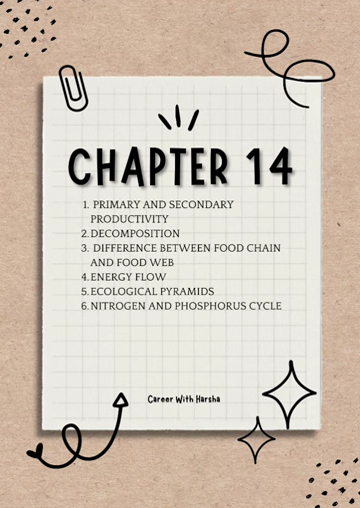 CHAPTER 14
1. PRIMARY AND SECONDARY
PRODUCTIVITY
2. DECOMPOSITION
3. DIFFERENCE BETWEEN FOOD CHAIN
AND FOOD WEB
4. ENERGY FLOW
5. ECOLOGICAL PYRAMIDS
6. NITROGEN AND PHOSPHORUS CYCLE
Career With Harsha